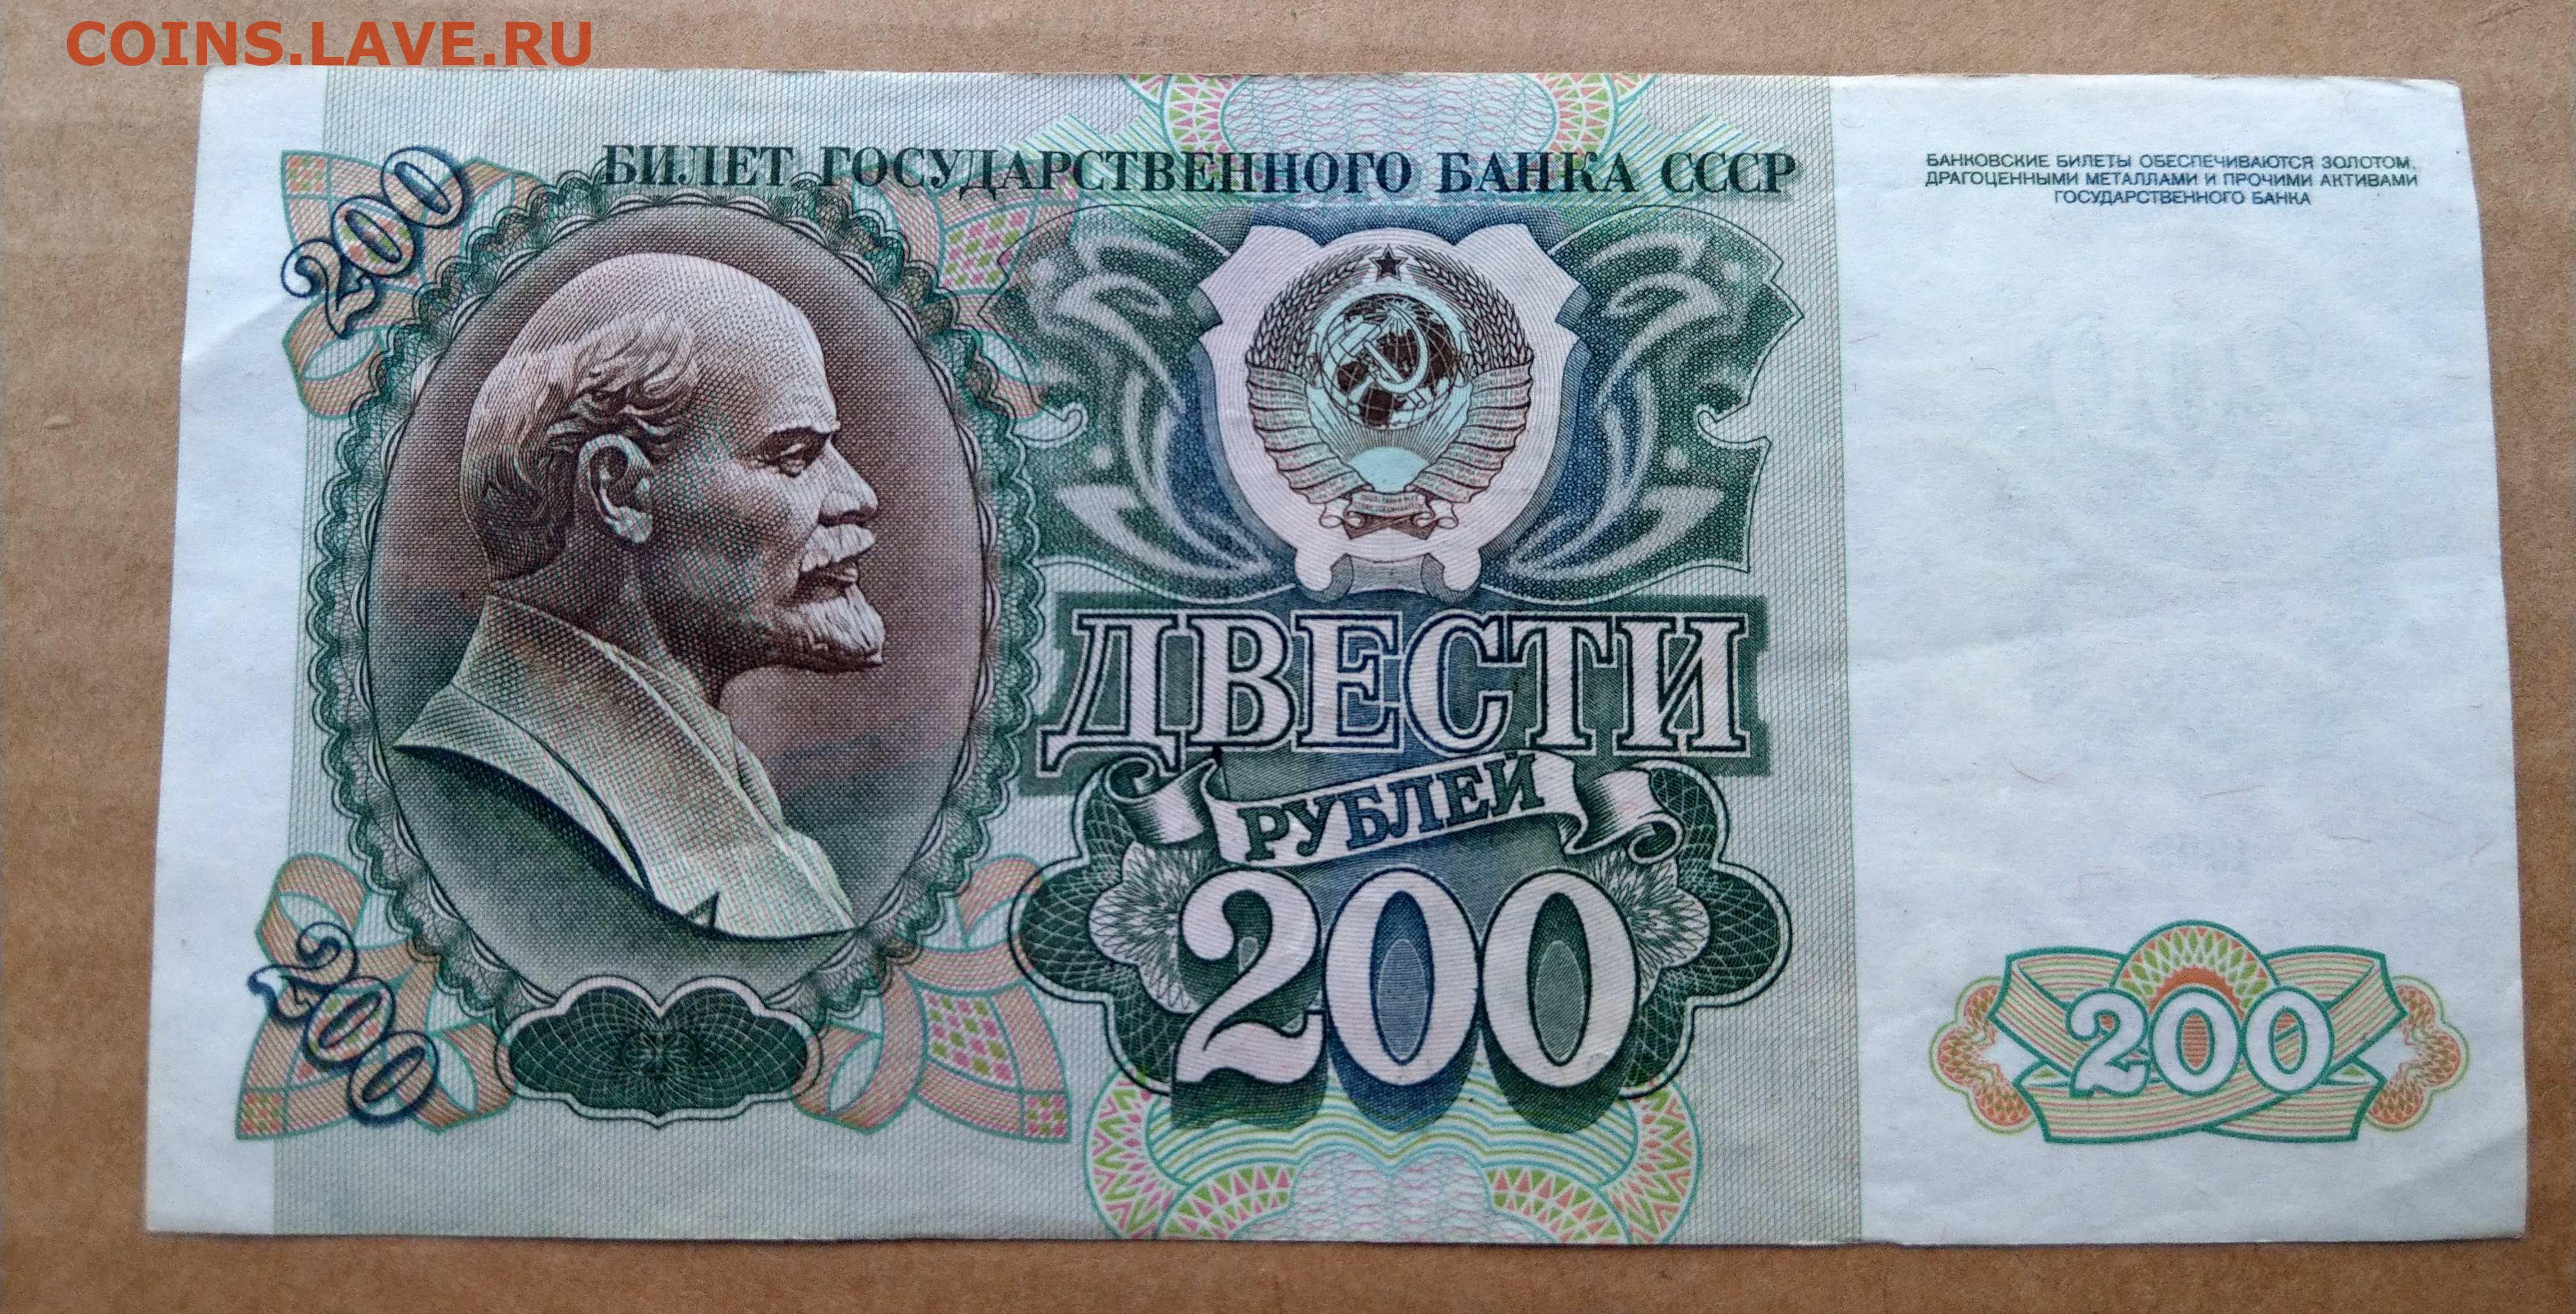 COINS.LAVE.RU
БИЛЕТ ГОСУДАРСТВЕННОГО БАНКА СССР
БАНКОВСКИЕ БИЛЕТЫ ОБЕСПЕЧИВАЮТСЯ ЗОЛОТОМ,
ДРАГОЦЕННЫМИ МЕТАЛЛАМИ И ПРОЧИМИ АКТИВАМИ
ГОСУДАРСТВЕННОГО БАНКА
200
ДВЕСТИ
РУБЛЕЙ
200
200
200